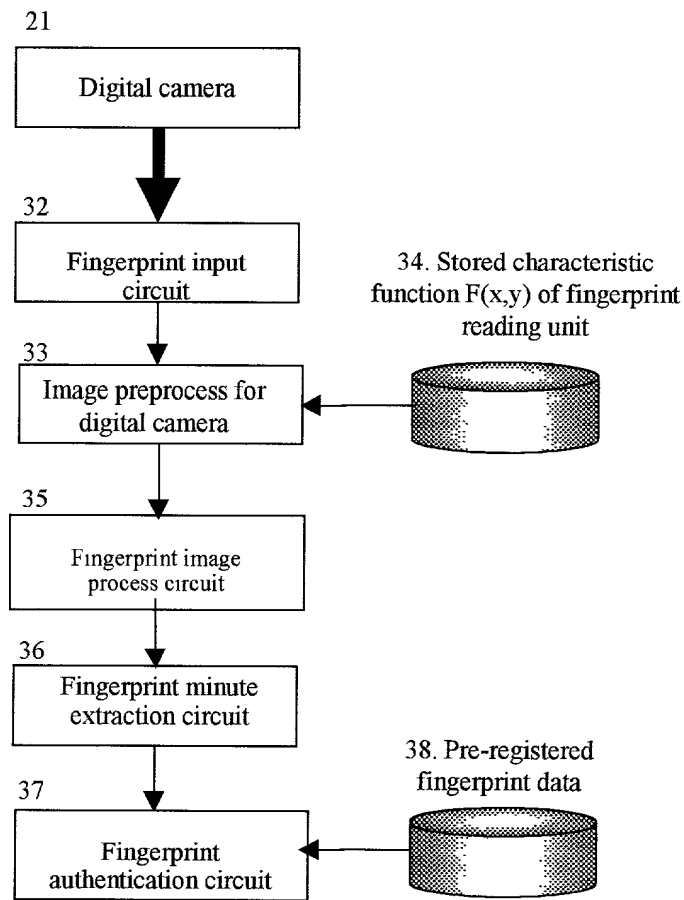 21
Digital camera
32
Fingerprint input
circuit
34. Stored characteristic
function F(x,y) of fingerprint
reading unit
33
Image preprocess for
digital camera
35
Fingerprint image
process circuit
36
Fingerprint minute
extraction circuit
38. Pre-registered
fingerprint data
37
Fingerprint
authentication circuit